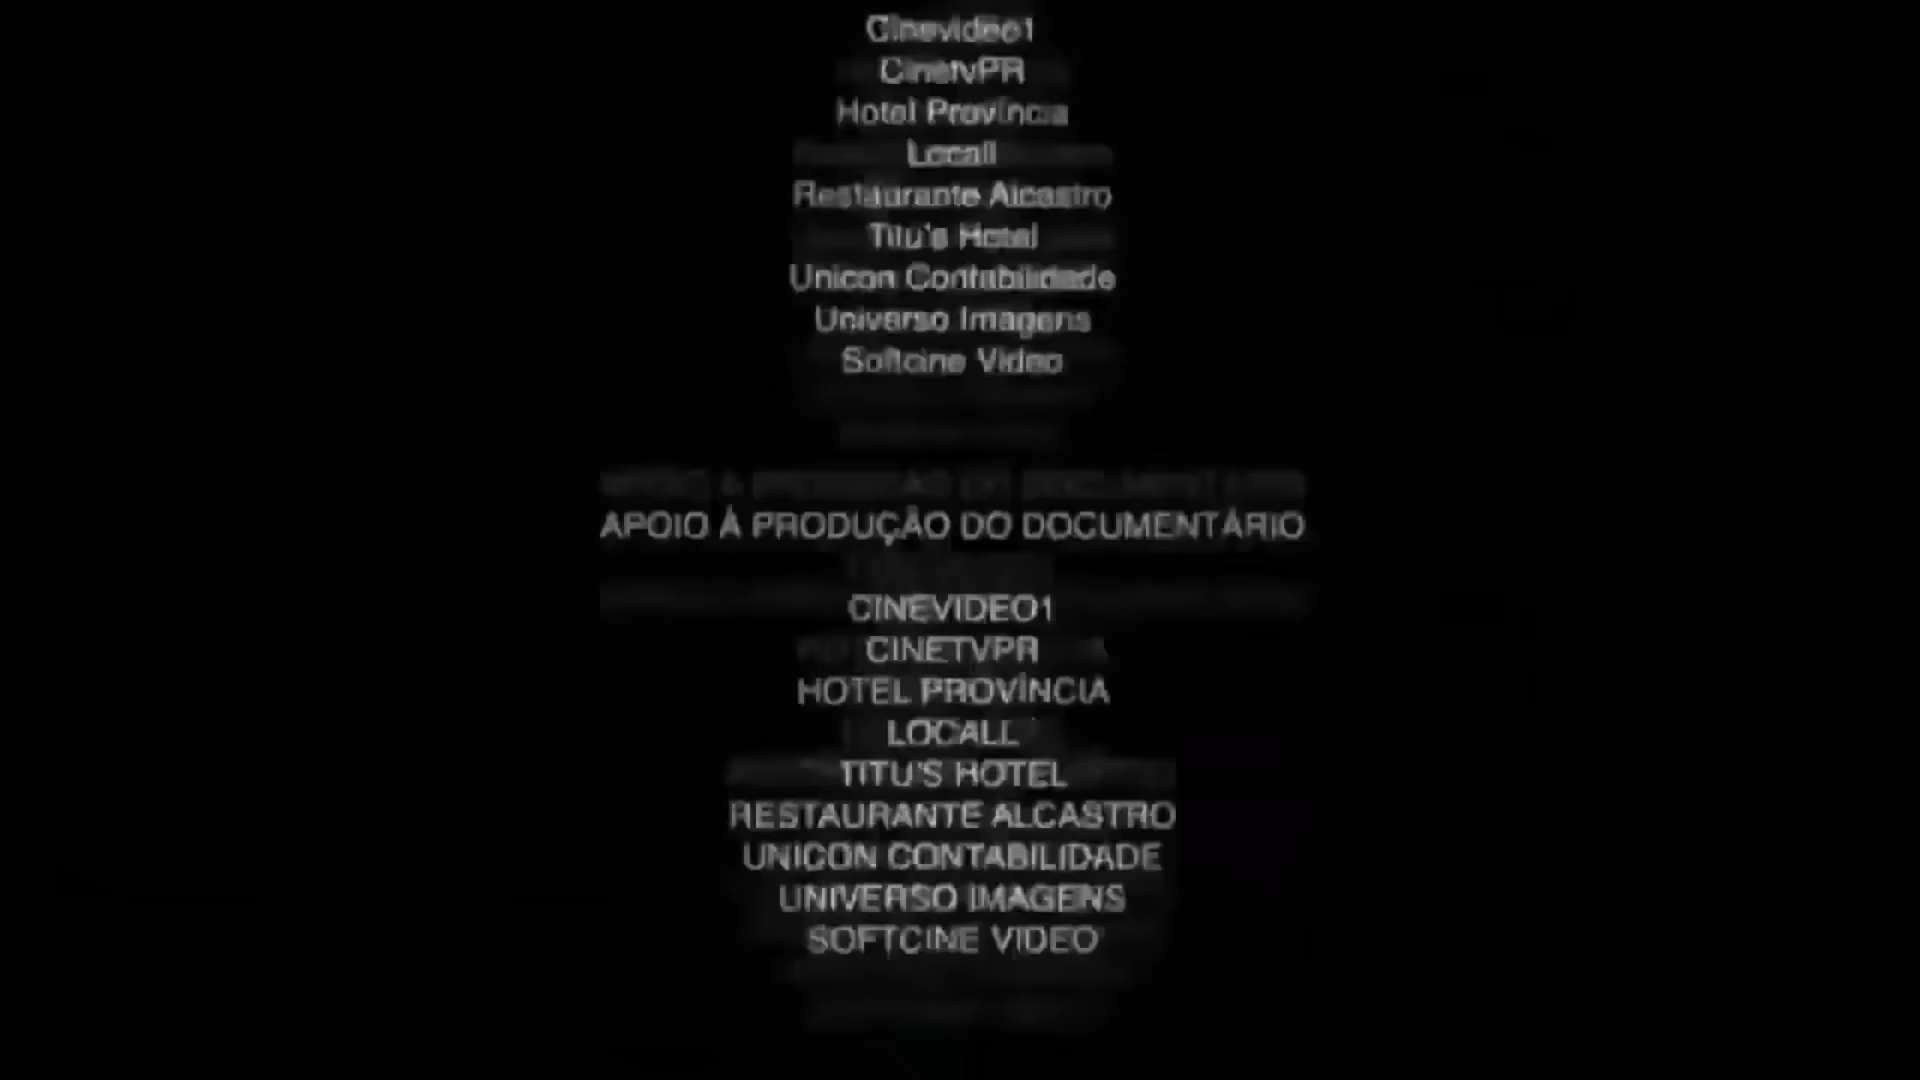 Cinevideo1
CinetvPR
Hotel Província
Locall
Restaurante Alcastro
Titu's Hotel
Unicon Contabilidade
Universo Imagens
Softcine Video
APOIO À PRODUÇÃO DO DOCUMENTÁRIO
CINEVIDEO1
CINETVPR
HOTEL PROVÍNCIA
LOCALL
TITU'S HOTEL
RESTAURANTE ALCASTRO
UNICON CONTABILIDADE
UNIVERSO IMAGENS
SOFTCINE VIDEO